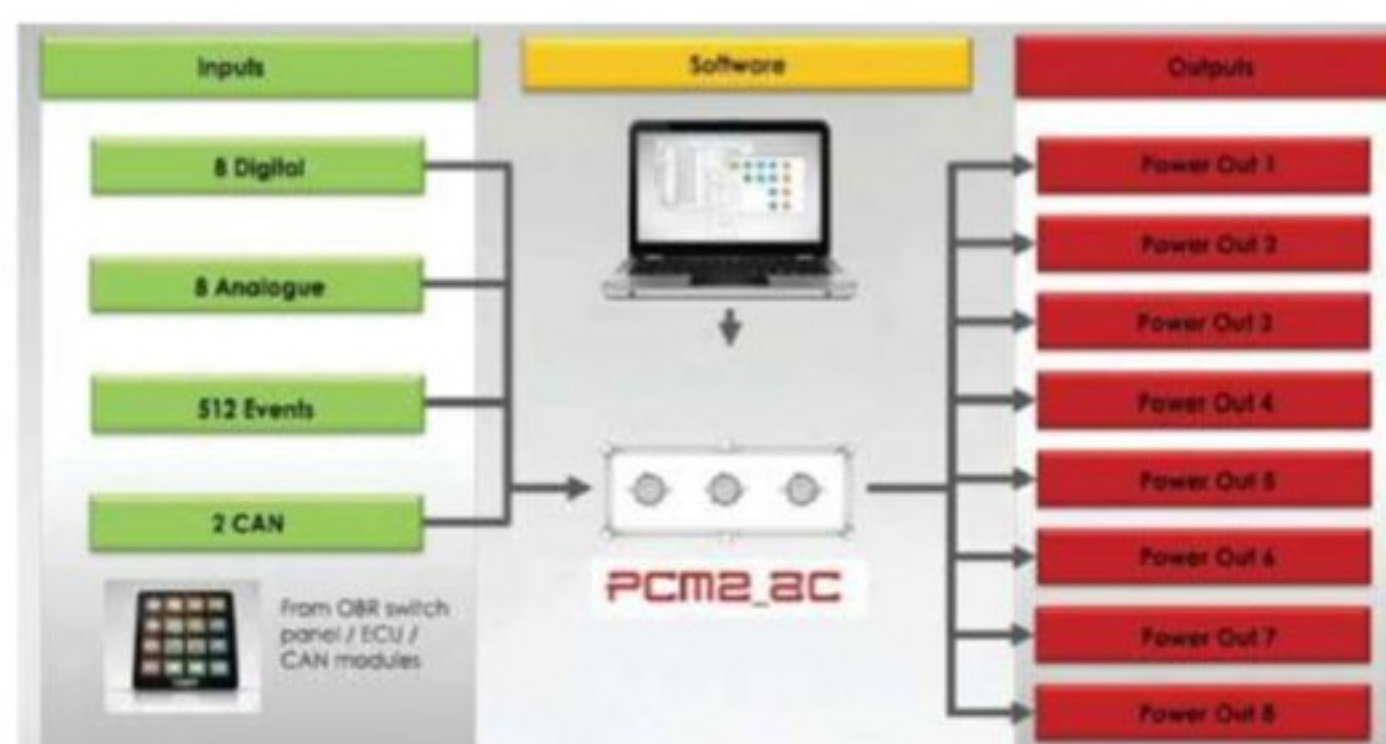 Inputs
8 Digital
8 Analogue
512 Events
2 CAN
From OBR switch
panel / ECU /
CAN modules
Software
PCM2_AC
Outputs
Power Out 1
Power Out 2
Power Out 3
Power Out 4
Power Out 5
Power Out 6
Power Out 7
Power Out 8